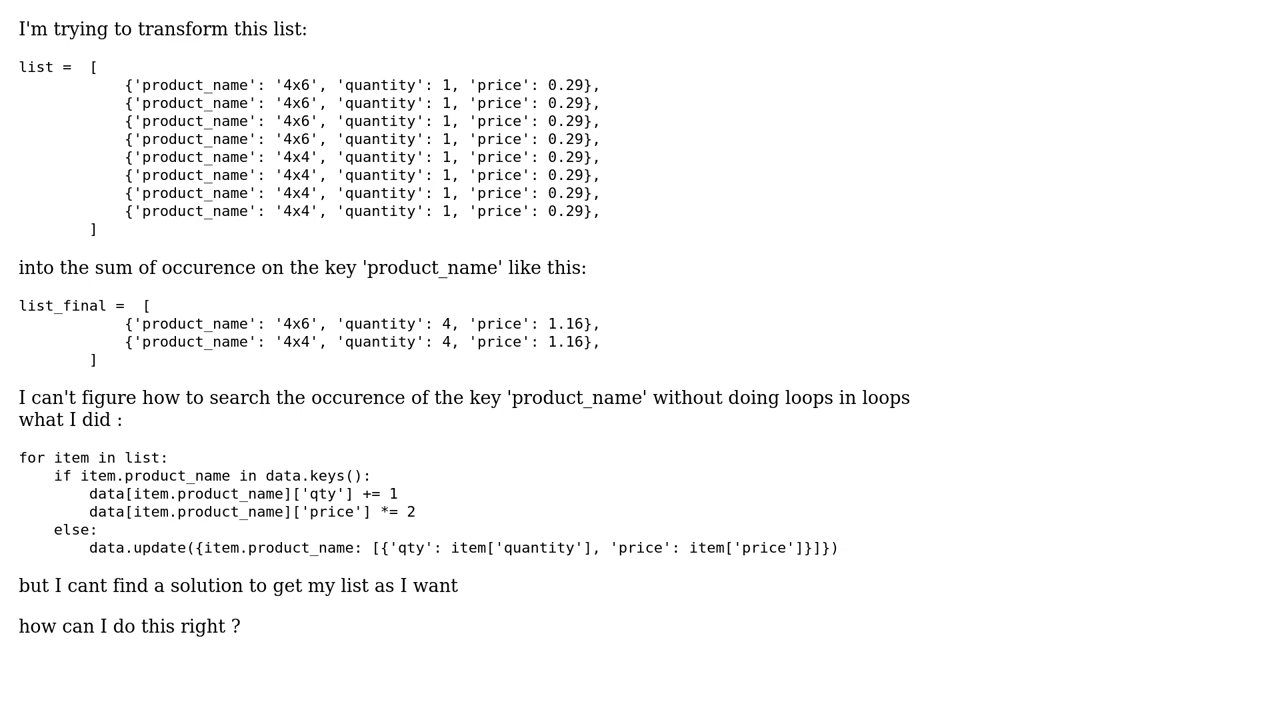 I'm trying to transform this list:
list =  [
            {'product_name': '4x6', 'quantity': 1, 'price': 0.29},
            {'product_name': '4x6', 'quantity': 1, 'price': 0.29},
            {'product_name': '4x6', 'quantity': 1, 'price': 0.29},
            {'product_name': '4x6', 'quantity': 1, 'price': 0.29},
            {'product_name': '4x4', 'quantity': 1, 'price': 0.29},
            {'product_name': '4x4', 'quantity': 1, 'price': 0.29},
            {'product_name': '4x4', 'quantity': 1, 'price': 0.29},
            {'product_name': '4x4', 'quantity': 1, 'price': 0.29},
        ]
into the sum of occurence on the key 'product_name' like this:
list_final =  [
            {'product_name': '4x6', 'quantity': 4, 'price': 1.16},
            {'product_name': '4x4', 'quantity': 4, 'price': 1.16},
        ]
I can't figure how to search the occurence of the key 'product_name' without doing loops in loops
what I did :
for item in list:
    if item.product_name in data.keys():
        data[item.product_name]['qty'] += 1
        data[item.product_name]['price'] *= 2
    else:
        data.update({item.product_name: [{'qty': item['quantity'], 'price': item['price']}]})
but I cant find a solution to get my list as I want
how can I do this right ?